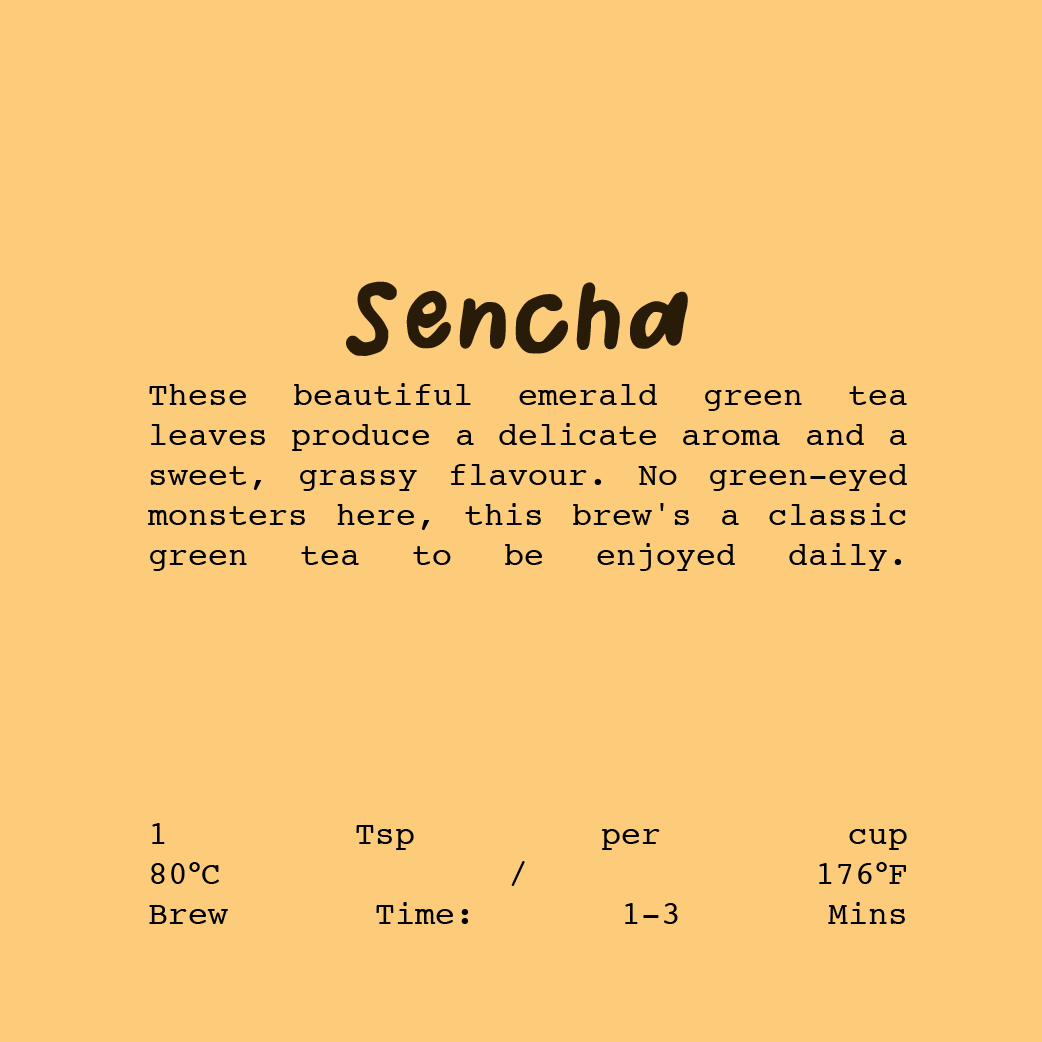 Sencha
These beautiful emerald green tea
leaves produce a delicate aroma and a
sweet, grassy flavour. No green-eyed
monsters here, this brew's a classic
green tea to be enjoyed daily.
1 Tsp per cup
80°C / 176°F
Brew Time: 1-3 Mins